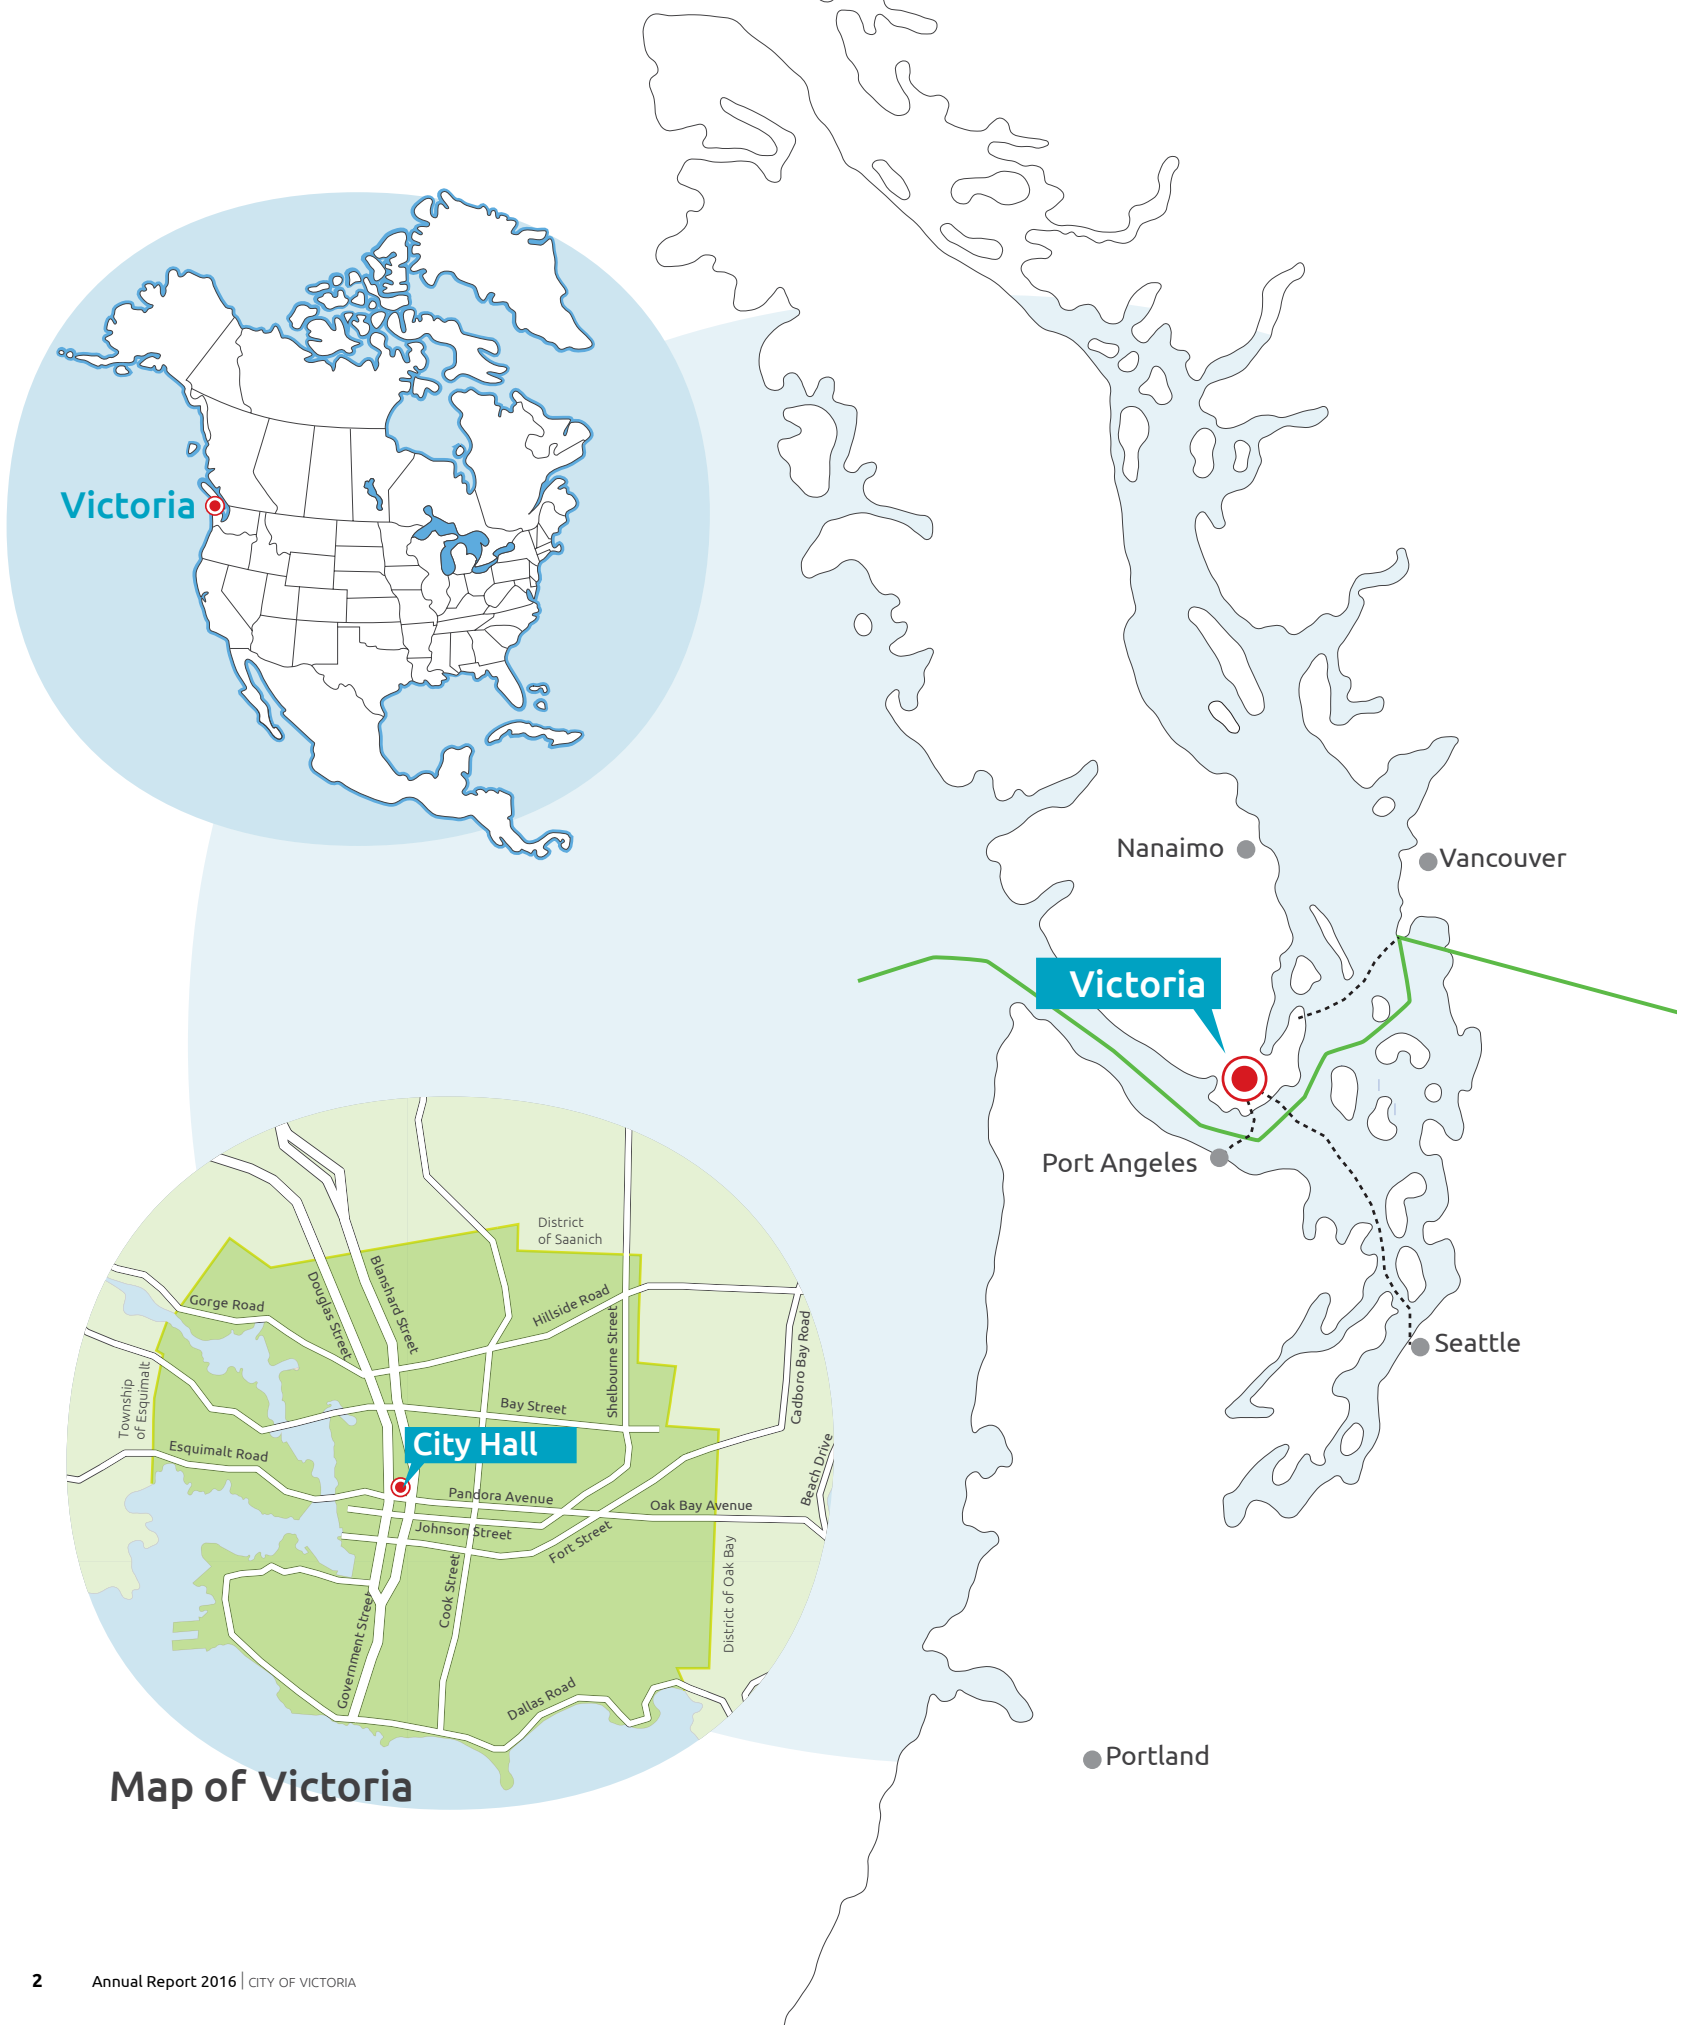 Victoria
Nanaimo
Vancouver
Victoria
Port Angeles
Seattle
Portland
District
of Saanich
Blanshard Street
Douglas Street
Gorge Road
Hillside Road
Shelbourne Street
Cadboro Bay Road
Township
of Esquimalt
Bay Street
City Hall
Esquimalt Road
Beach Drive
Pandora Avenue
Oak Bay Avenue
Johnson Street
Fort Street
District of Oak Bay
Cook Street
Government Street
Dallas Road
Map of Victoria
2 Annual Report 2016 | CITY OF VICTORIA